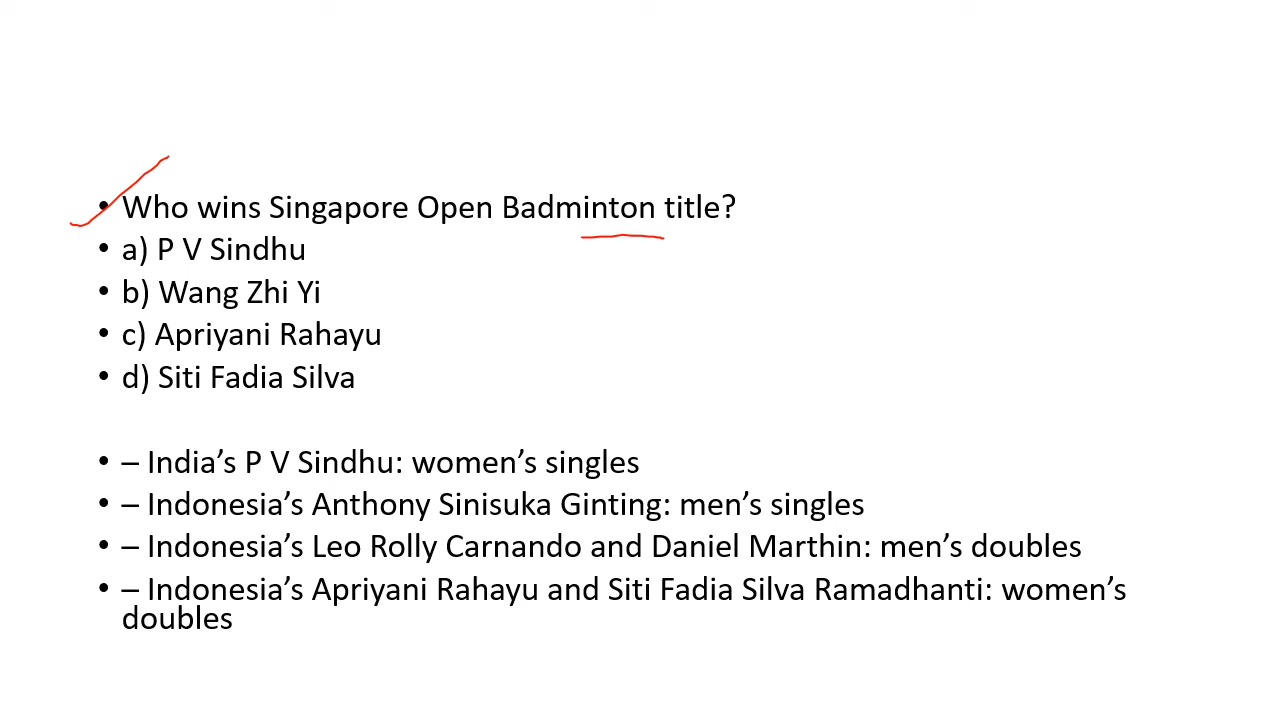 • Who wins Singapore Open Badminton title?
• a) P V Sindhu
• b) Wang Zhi Yi
• c) Apriyani Rahayu
• d) Siti Fadia Silva
• – India’s P V Sindhu: women’s singles
• – Indonesia’s Anthony Sinisuka Ginting: men’s singles
• – Indonesia’s Leo Rolly Carnando and Daniel Marthin: men’s doubles
• – Indonesia’s Apriyani Rahayu and Siti Fadia Silva Ramadhanti: women’s
doubles